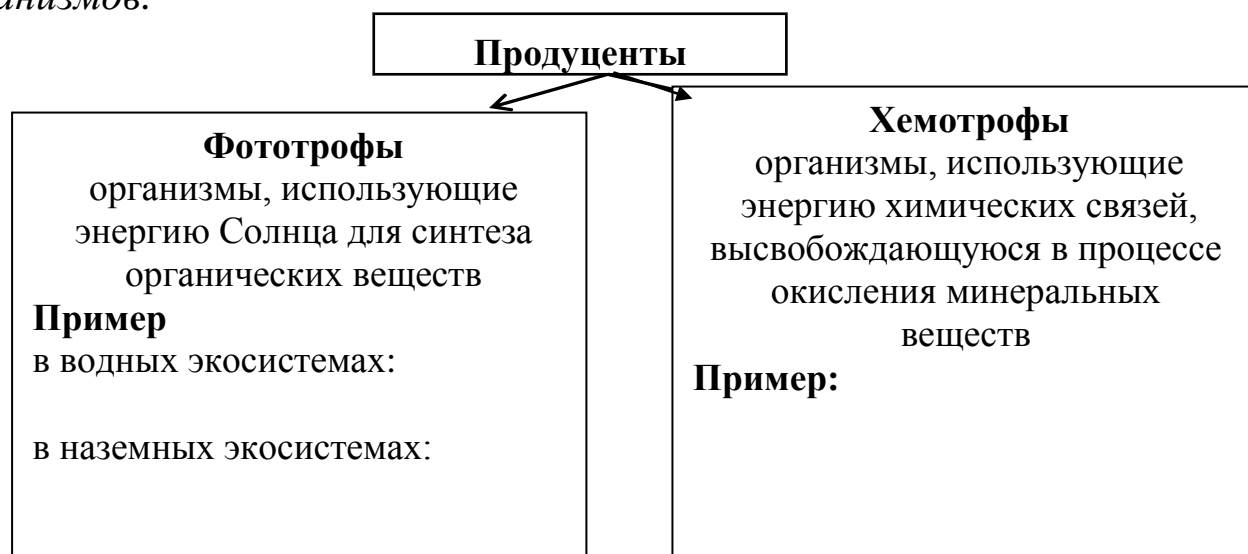 Продуценты
Фототрофы
организмы, использующие
энергию Солнца для синтеза
органических веществ
Пример
в водных экосистемах:
в наземных экосистемах:
Хемотрофы
организмы, использующие
энергию химических связей,
высвобождающуюся в процессе
окисления минеральных
веществ
Пример: